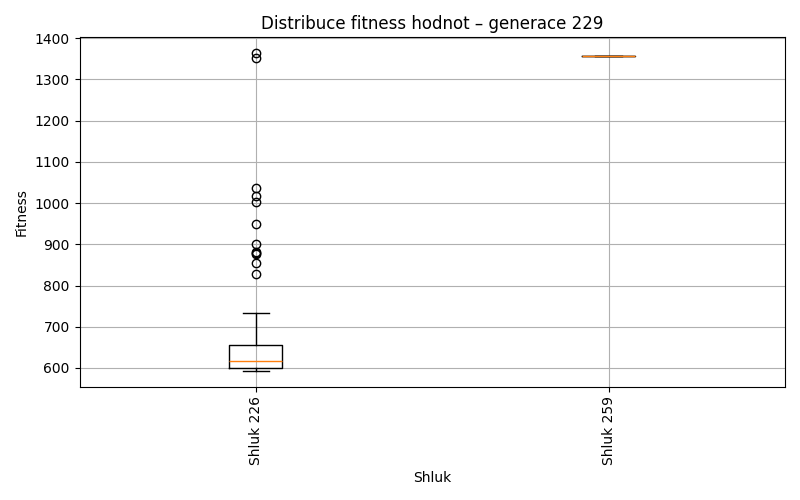 Distribuce fitness hodnot – generace 229
1400
1300
1200
1100
1000
900
800
700
600
Fitness
Shluk 226
Shluk 259
Shluk